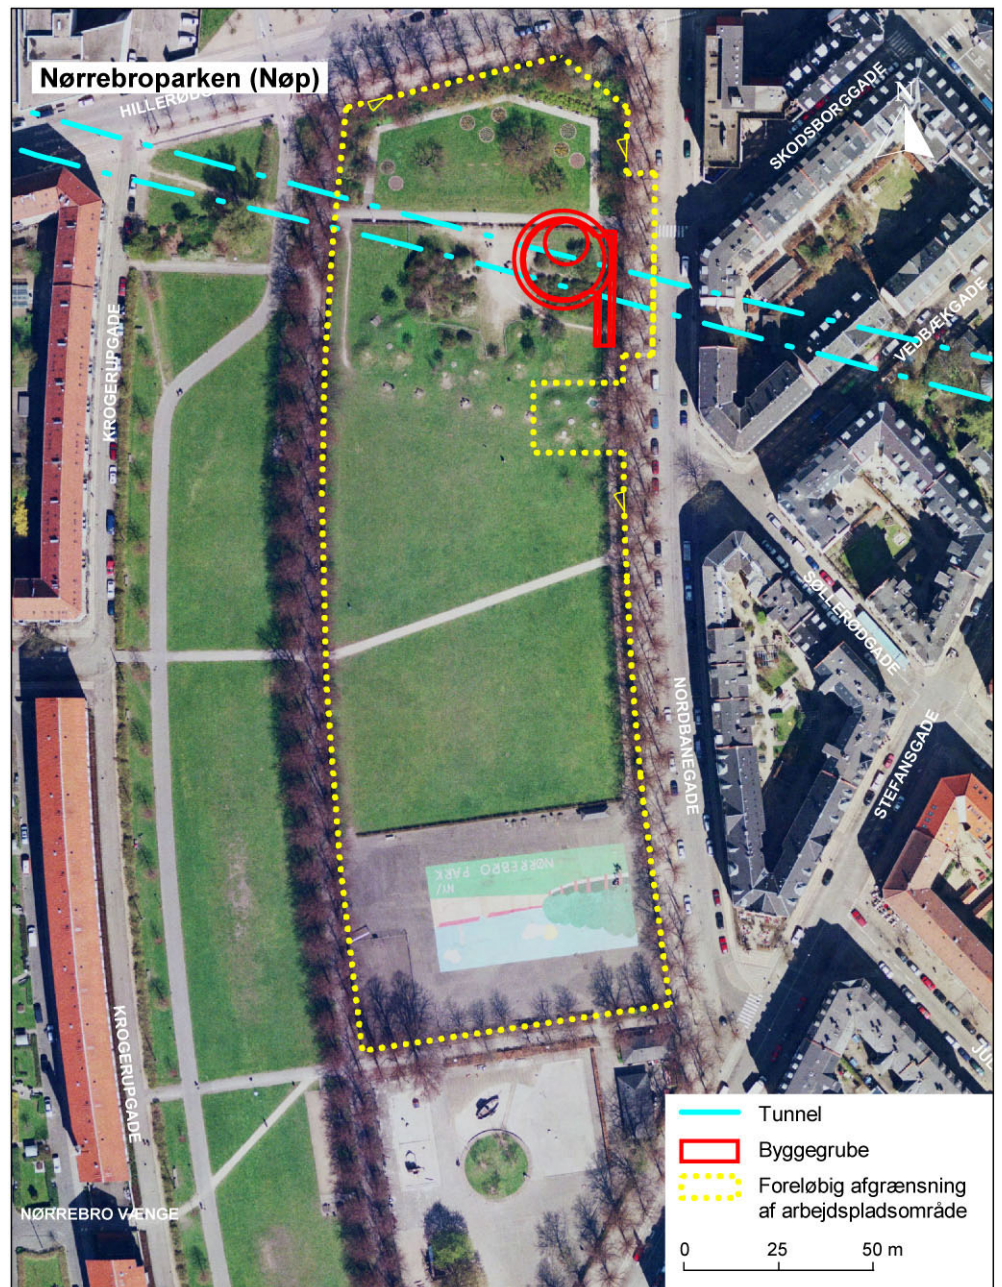 Nørrebroparken (Nøp)
SKODSBORGGADE
N
KROGERUPGADE
VEDBÆKGADE
SØLLERØDGADE
NORDBANEGADE
STEFANSGADE
NY/
NØRREBRO PARK
KROGERUPGADE
NØRREBRO VÆNGE
Tunnel
Byggegrube
Foreløbig afgrænsning
af arbejdspladsområde
0 25 50 m